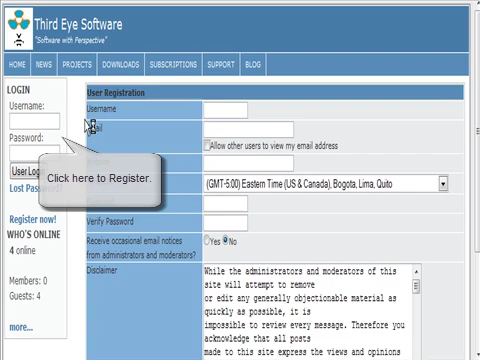 Third Eye Software
"Software with Perspective"
HOME NEWS PROJECTS DOWNLOADS SUBSCRIPTIONS SUPPORT BLOG
LOGIN
Username:
Password:
User Login
Lost Password?
Register now!
WHO'S ONLINE
4 online
Members: 0
Guests: 4
more...
Click here to Register.
User Registration
Username
Allow other users to view my email address
(GMT-5:00) Eastern Time (US & Canada), Bogota, Lima, Quito
Verify Password
Receive occasional email notices
from administrators and moderators?
Yes No
Disclaimer
While the administrators and moderators of this
site will attempt to remove
or edit any generally objectionable material as
quickly as possible, it is
impossible to review every message. Therefore you
acknowledge that all posts
made to this site express the views and opinions